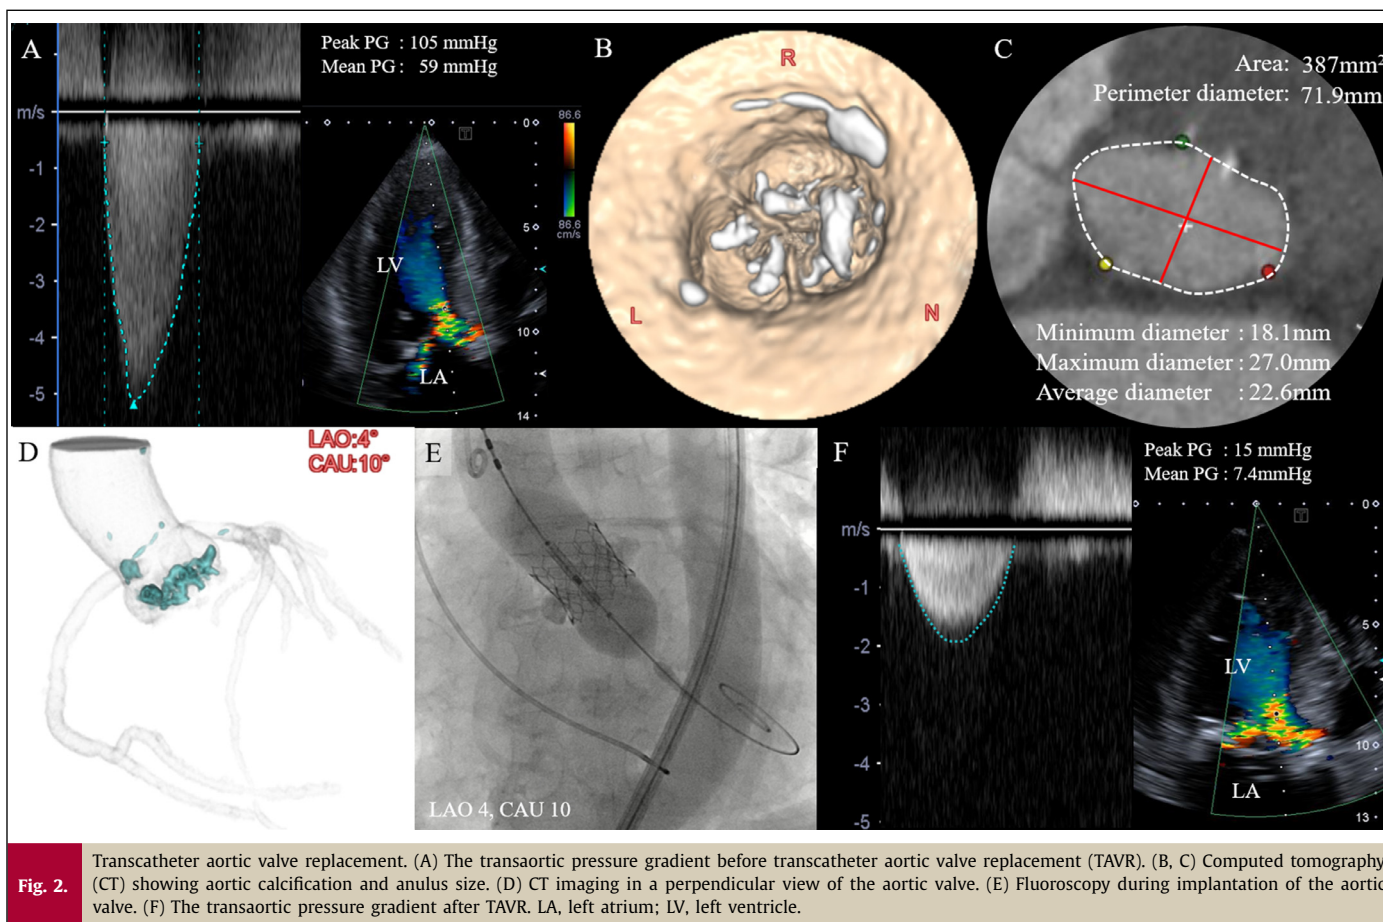 A
Peak PG : 105 mmHg
Mean PG : 59 mmHg
m/s
-1
-2
-3
-4
-5
86.6
86.6
cm/s
0
5
10
14
LV
LA
B
R
L
N
C
Area: 387mm²
Perimeter diameter: 71.9mm
Minimum diameter : 18.1mm
Maximum diameter : 27.0mm
Average diameter : 22.6mm
D
LAO:4°
CAU:10°
E
LAO 4, CAU 10
F
Peak PG : 15 mmHg
Mean PG : 7.4mmHg
m/s
-1
-2
-3
-4
-5
0
5
10
13
LV
LA
Fig. 2.
Transcatheter aortic valve replacement. (A) The transaortic pressure gradient before transcatheter aortic valve replacement (TAVR). (B, C) Computed tomography
(CT) showing aortic calcification and anulus size. (D) CT imaging in a perpendicular view of the aortic valve. (E) Fluoroscopy during implantation of the aortic
valve. (F) The transaortic pressure gradient after TAVR. LA, left atrium; LV, left ventricle.